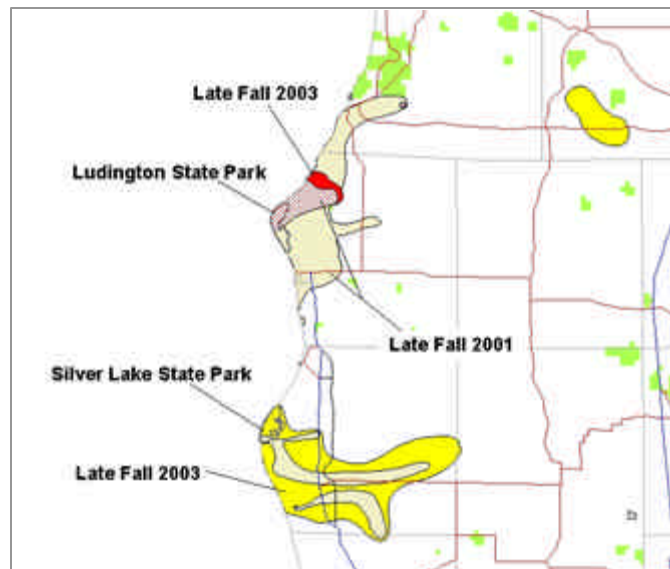 Late Fall 2003
Ludington State Park
Late Fall 2001
Silver Lake State Park
Late Fall 2003